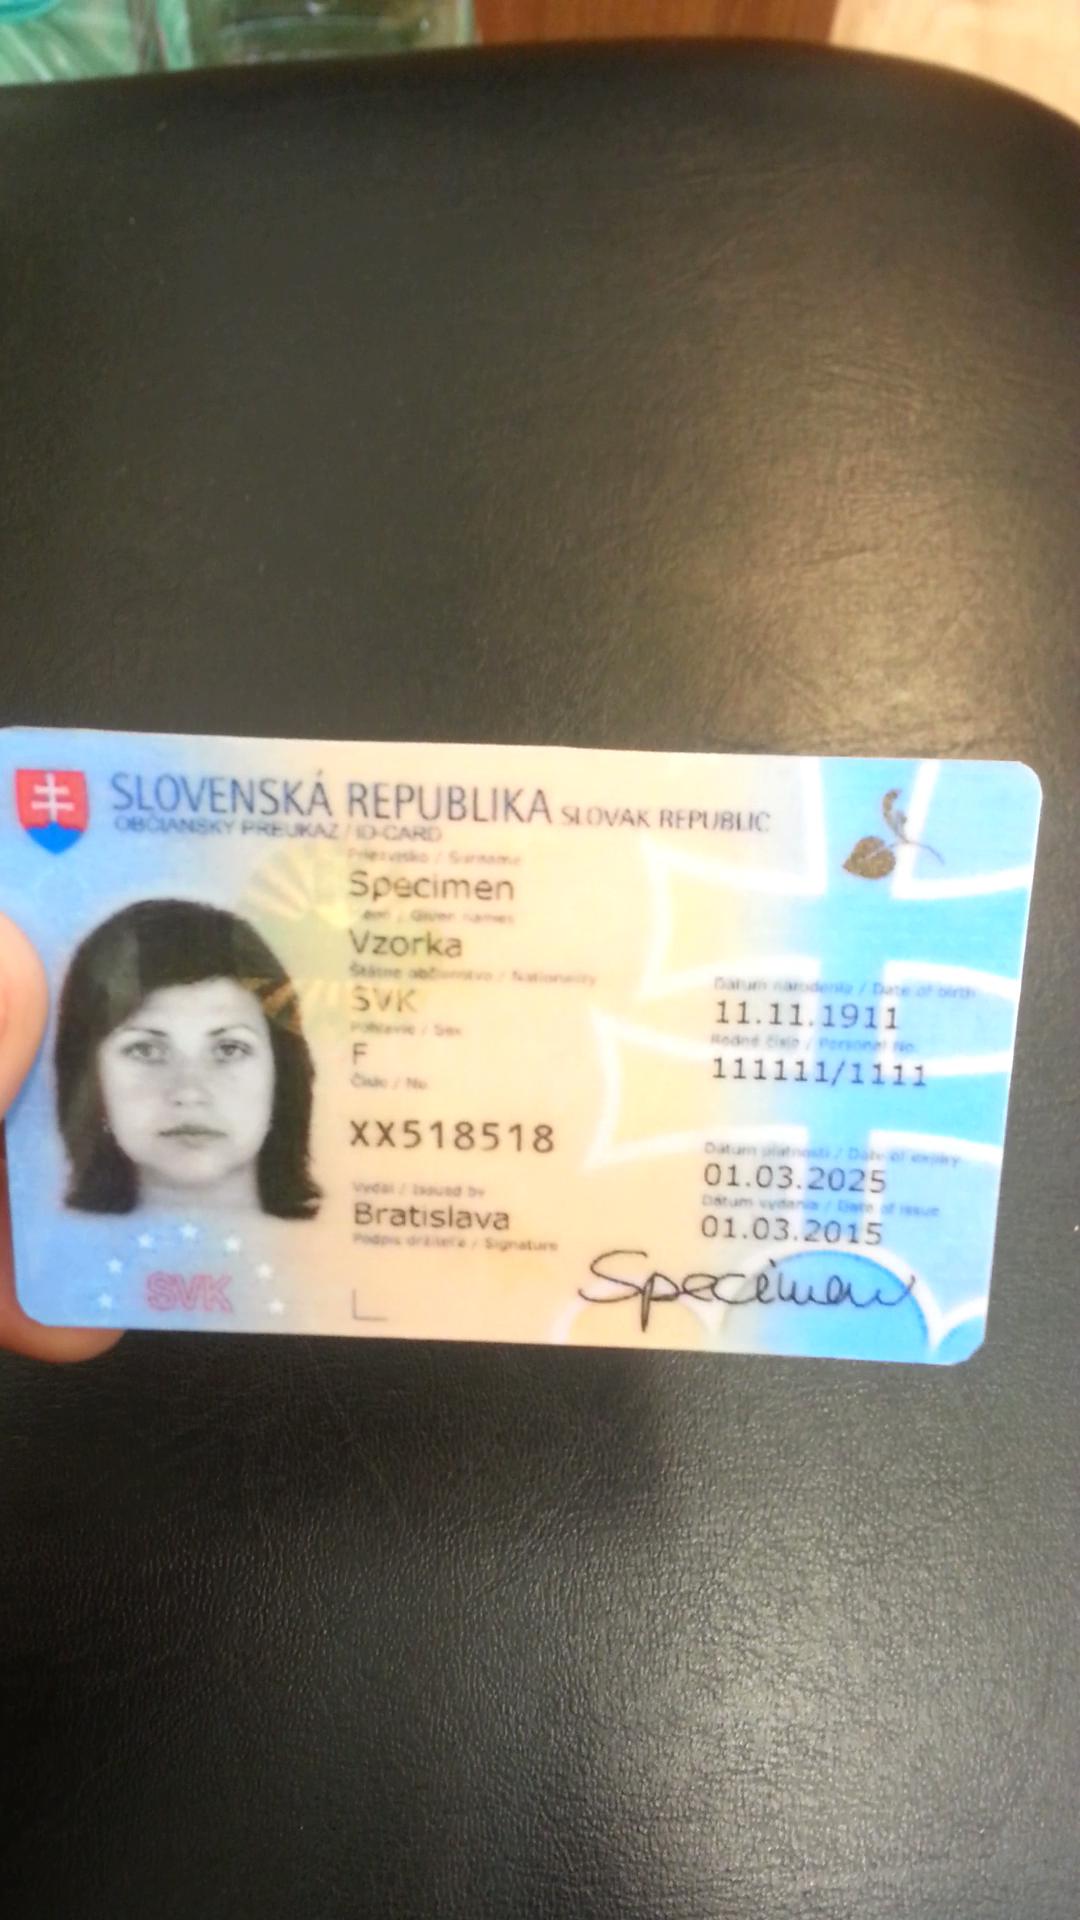 SLOVENSKÁ REPUBLIKA SLOVAK REPUBLIC
OBČIANSKY PREUKAZ / ID-CARD
Priezvisko / Surname
Specimen
Given names
Vzorka
Štátne občianstvo / Nationality
SVK
Pohlavie / Sex
F
Číslo / No.
XX518518
Vydal / Issued by
Bratislava
Podpis držiteľa / Signature
Dátum narodenia / Date of birth
11.11.1911
Rodné číslo / Personal No.
111111/1111
Dátum platnosti / Date of expiry
01.03.2025
Dátum vydania / Date of issue
01.03.2015
Specimen
SVK